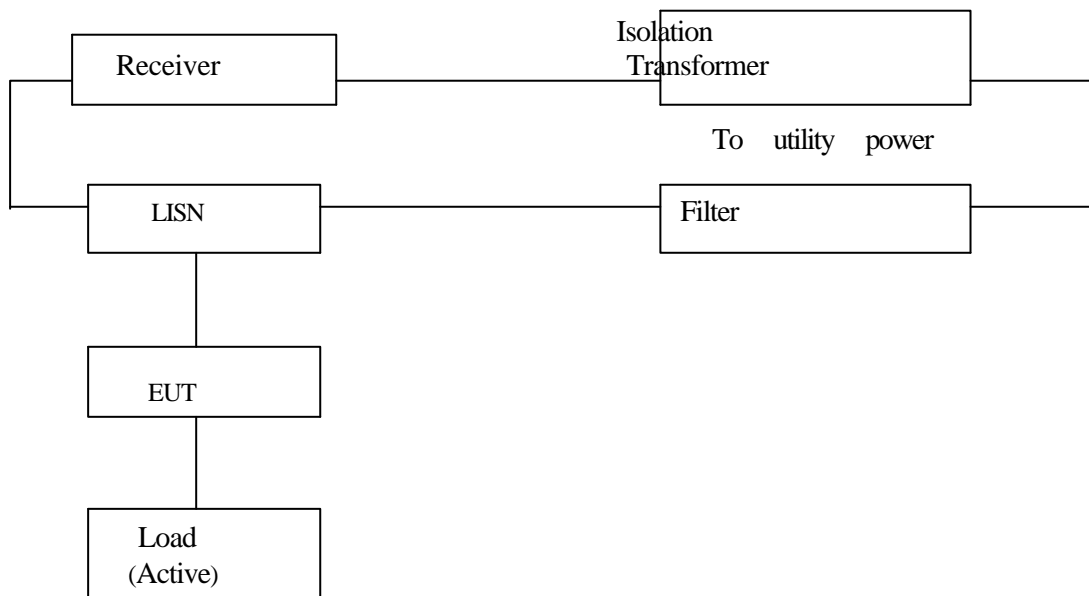 Isolation
Receiver
Transformer
To utility power
LISN
Filter
EUT
Load
(Active)